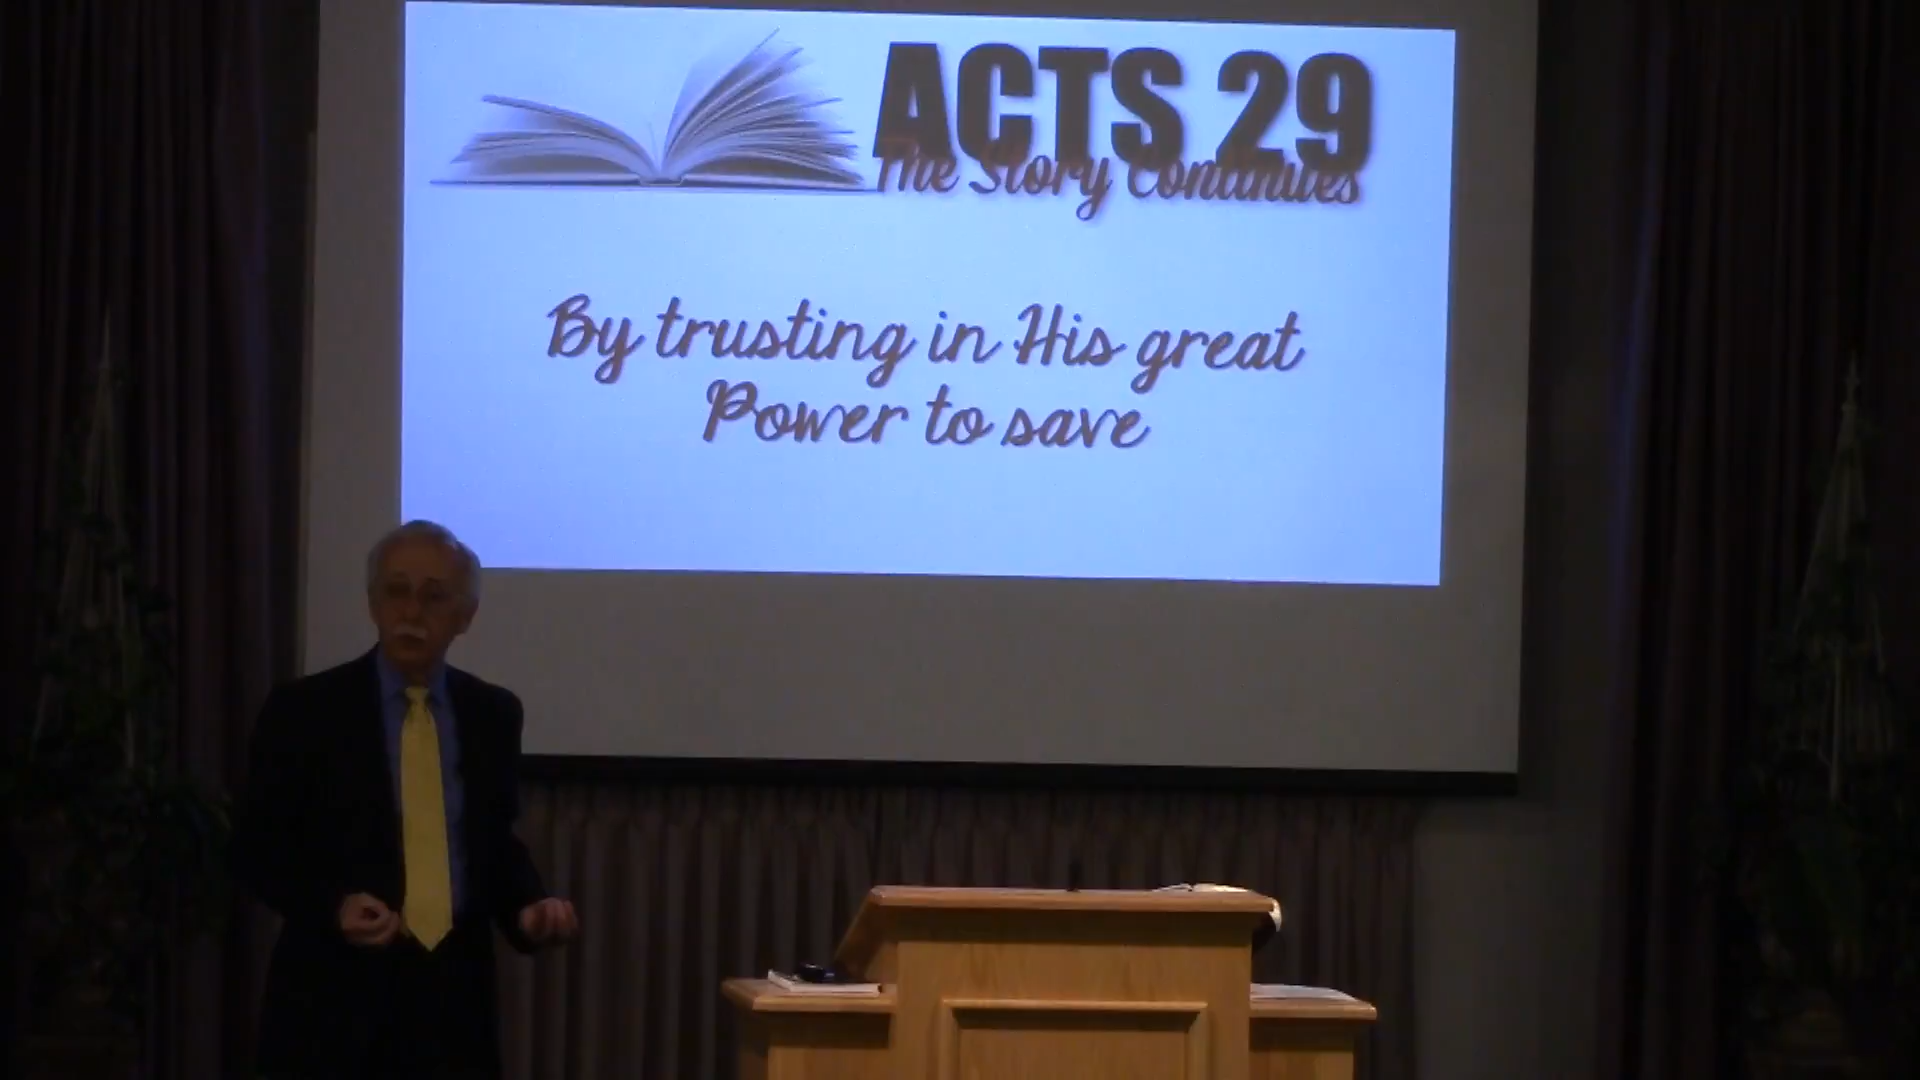 ACTS 29
The Story Continues
By trusting in His great
Power to save